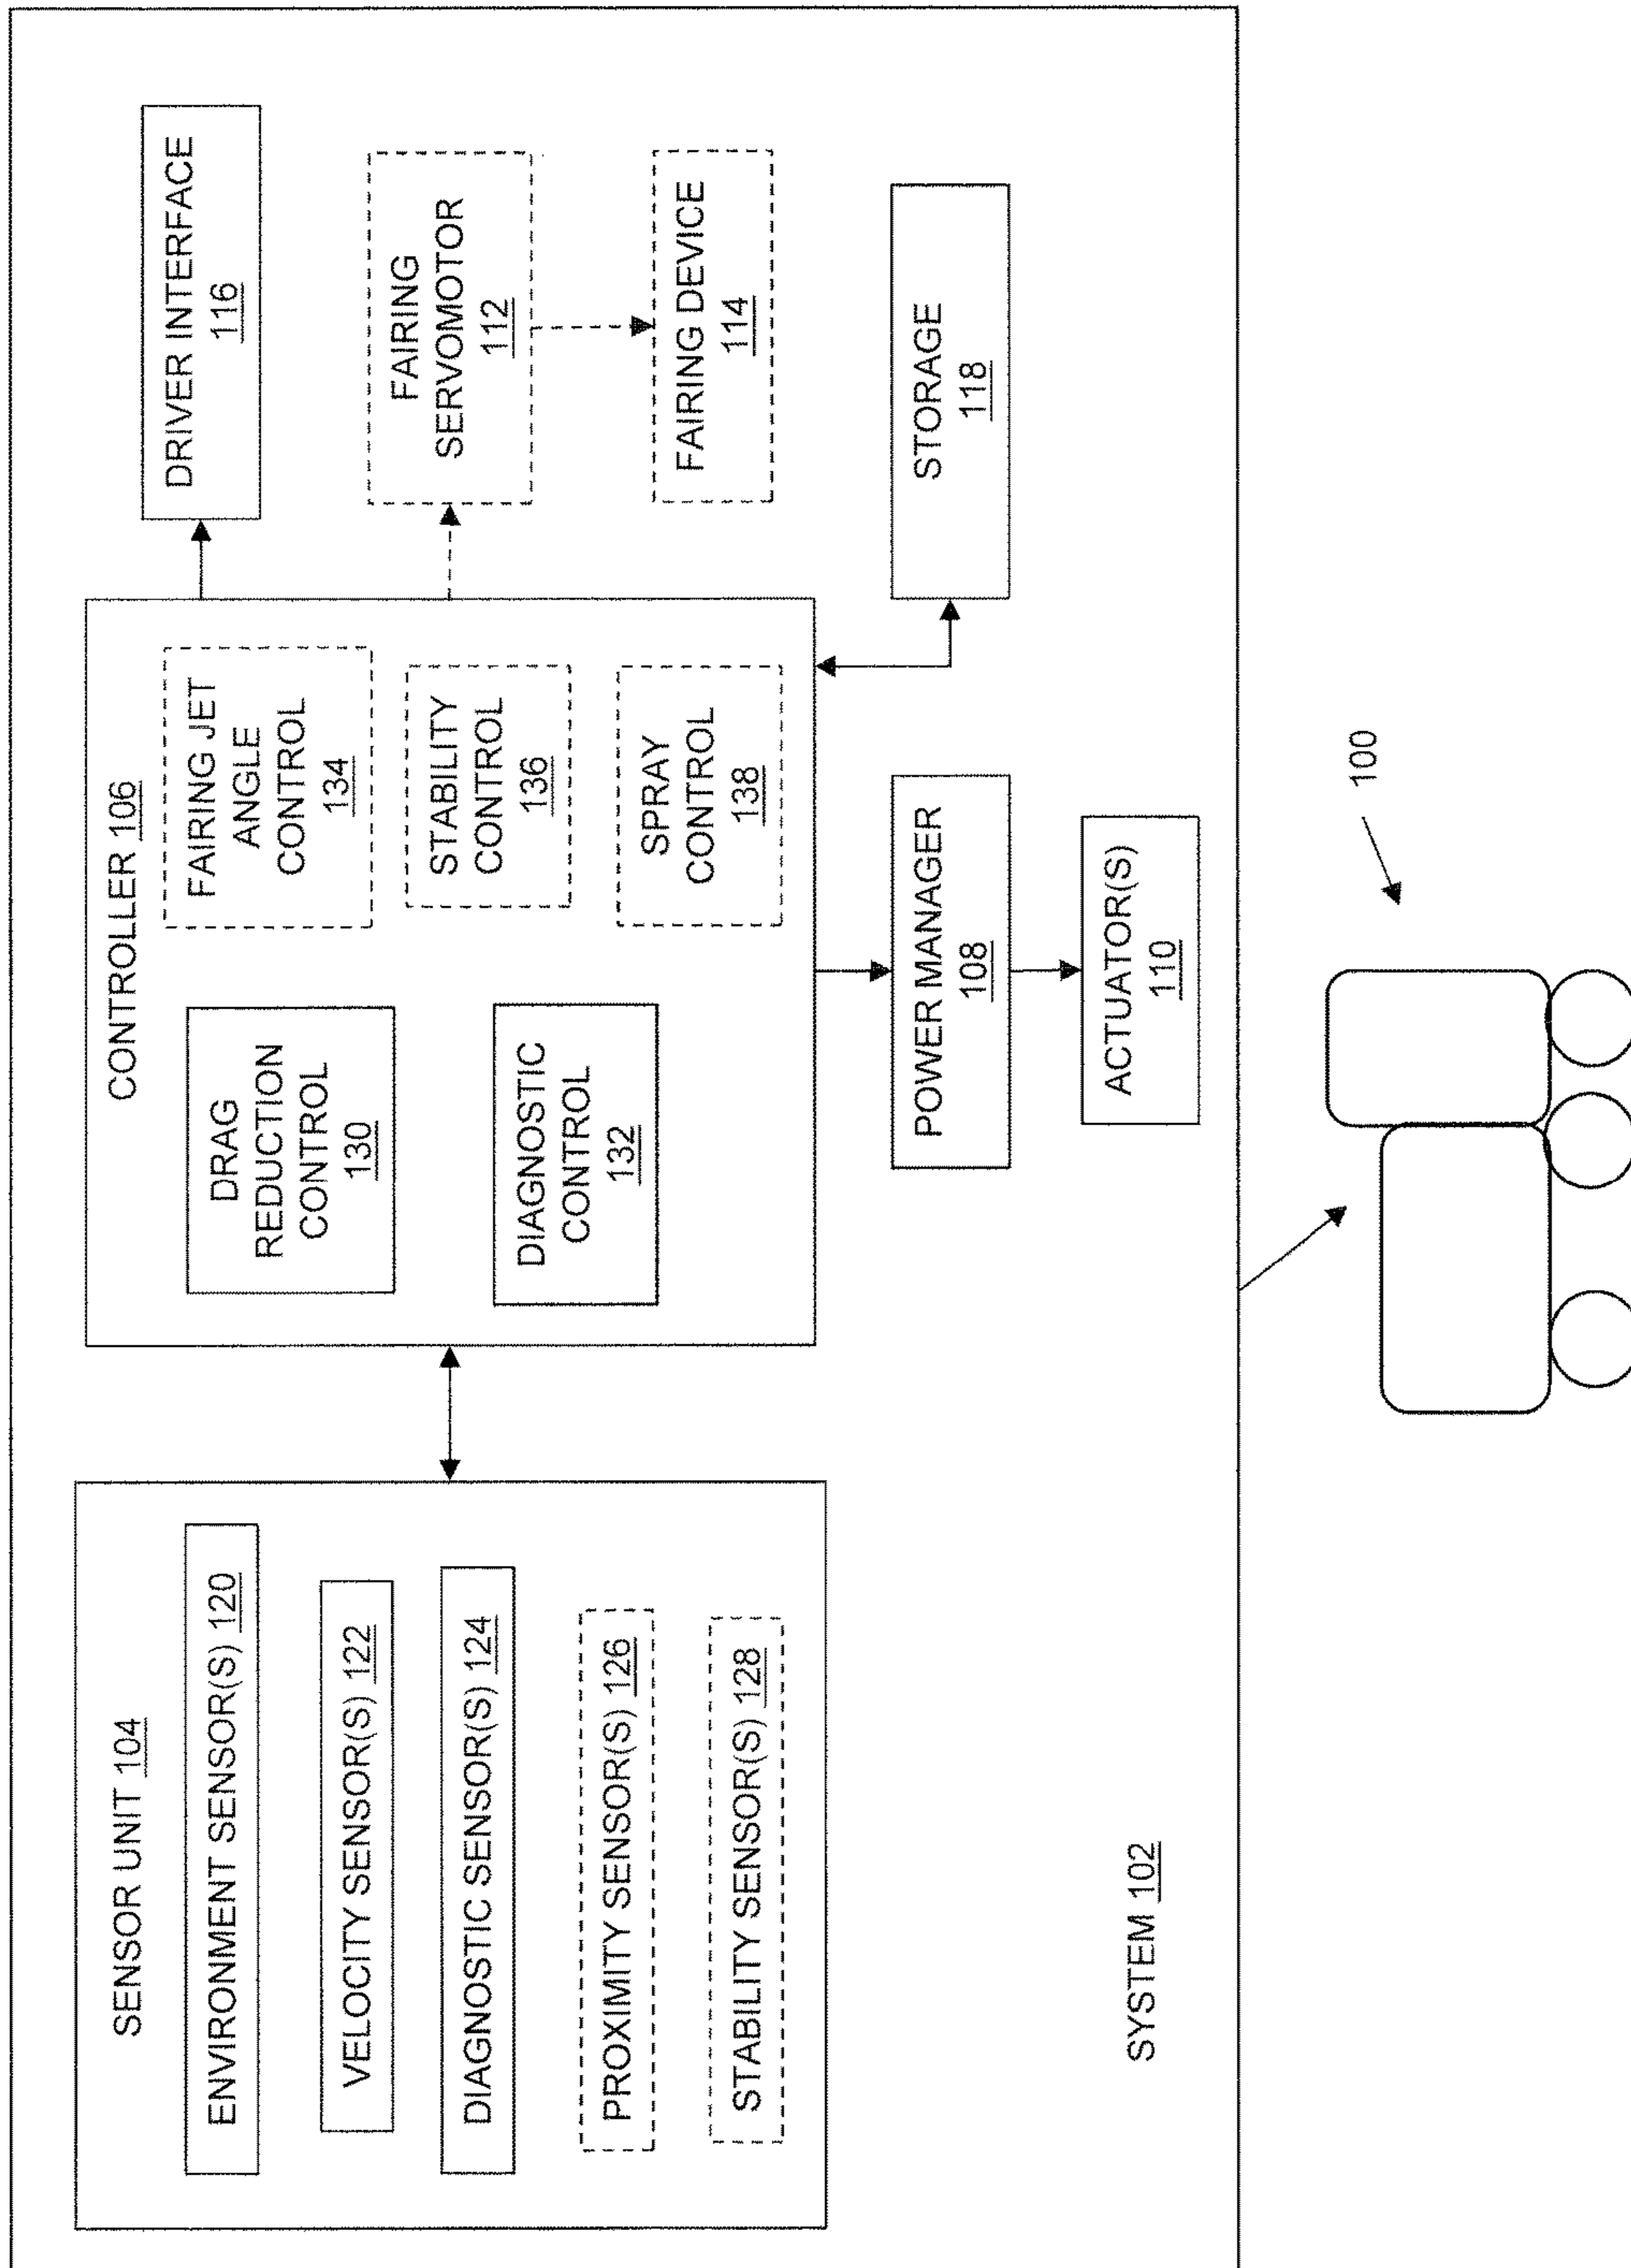 SENSOR UNIT 104
ENVIRONMENT SENSOR(S) 120
VELOCITY SENSOR(S) 122
DIAGNOSTIC SENSOR(S) 124
PROXIMITY SENSOR(S) 126
STABILITY SENSOR(S) 128
CONTROLLER 106
DRAG
REDUCTION
CONTROL
130
DIAGNOSTIC
CONTROL
132
FAIRING JET
ANGLE
CONTROL
134
STABILITY
CONTROL
136
SPRAY
CONTROL
138
DRIVER INTERFACE
116
FAIRING
SERVOMOTOR
112
FAIRING DEVICE
114
STORAGE
118
POWER MANAGER
108
ACTUATOR(S)
110
SYSTEM 102
100